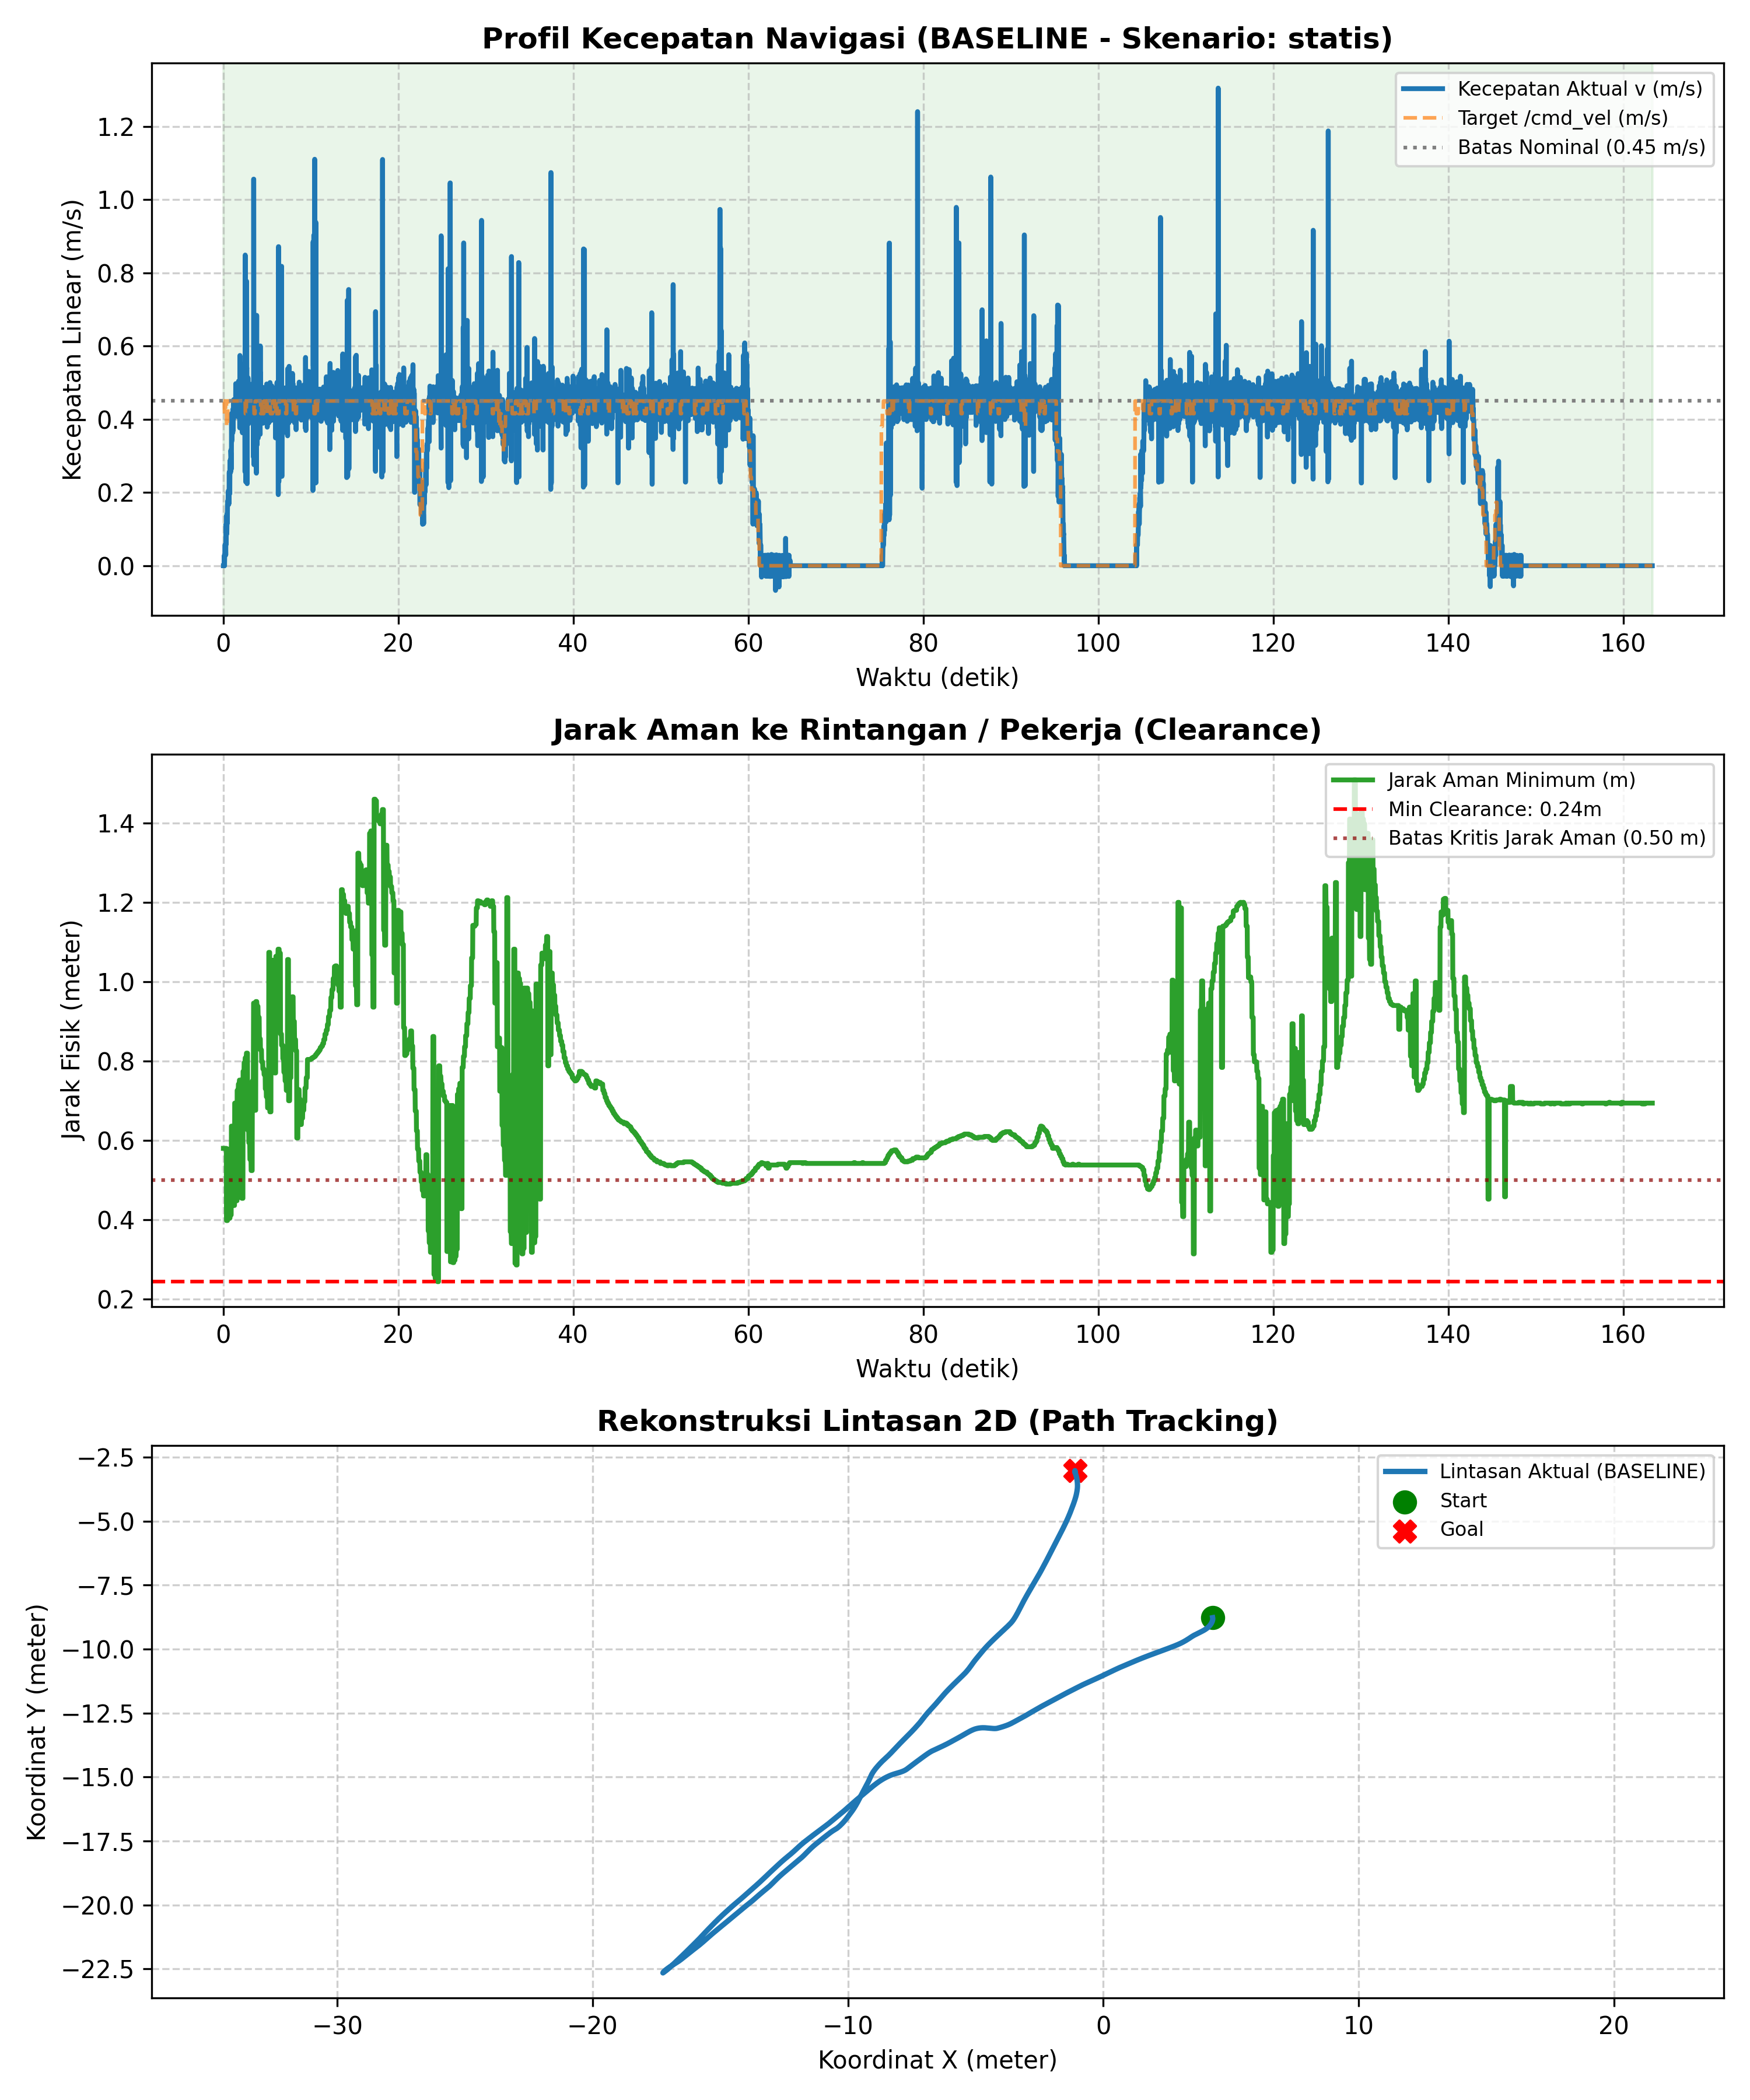 Profil Kecepatan Navigasi (BASELINE - Skenario: statis)
Kecepatan Linear (m/s)
1.2
1.0
0.8
0.6
0.4
0.2
0.0
Kecepatan Aktual v (m/s)
Target /cmd_vel (m/s)
Batas Nominal (0.45 m/s)
0 20 40 60 80 100 120 140 160
Waktu (detik)
Jarak Aman ke Rintangan / Pekerja (Clearance)
Jarak Fisik (meter)
1.4
1.2
1.0
0.8
0.6
0.4
0.2
Jarak Aman Minimum (m)
Min Clearance: 0.24m
Batas Kritis Jarak Aman (0.50 m)
0 20 40 60 80 100 120 140 160
Waktu (detik)
Rekonstruksi Lintasan 2D (Path Tracking)
Koordinat Y (meter)
−2.5
−5.0
−7.5
−10.0
−12.5
−15.0
−17.5
−20.0
−22.5
Lintasan Aktual (BASELINE)
Start
Goal
−30 −20 −10 0 10 20
Koordinat X (meter)